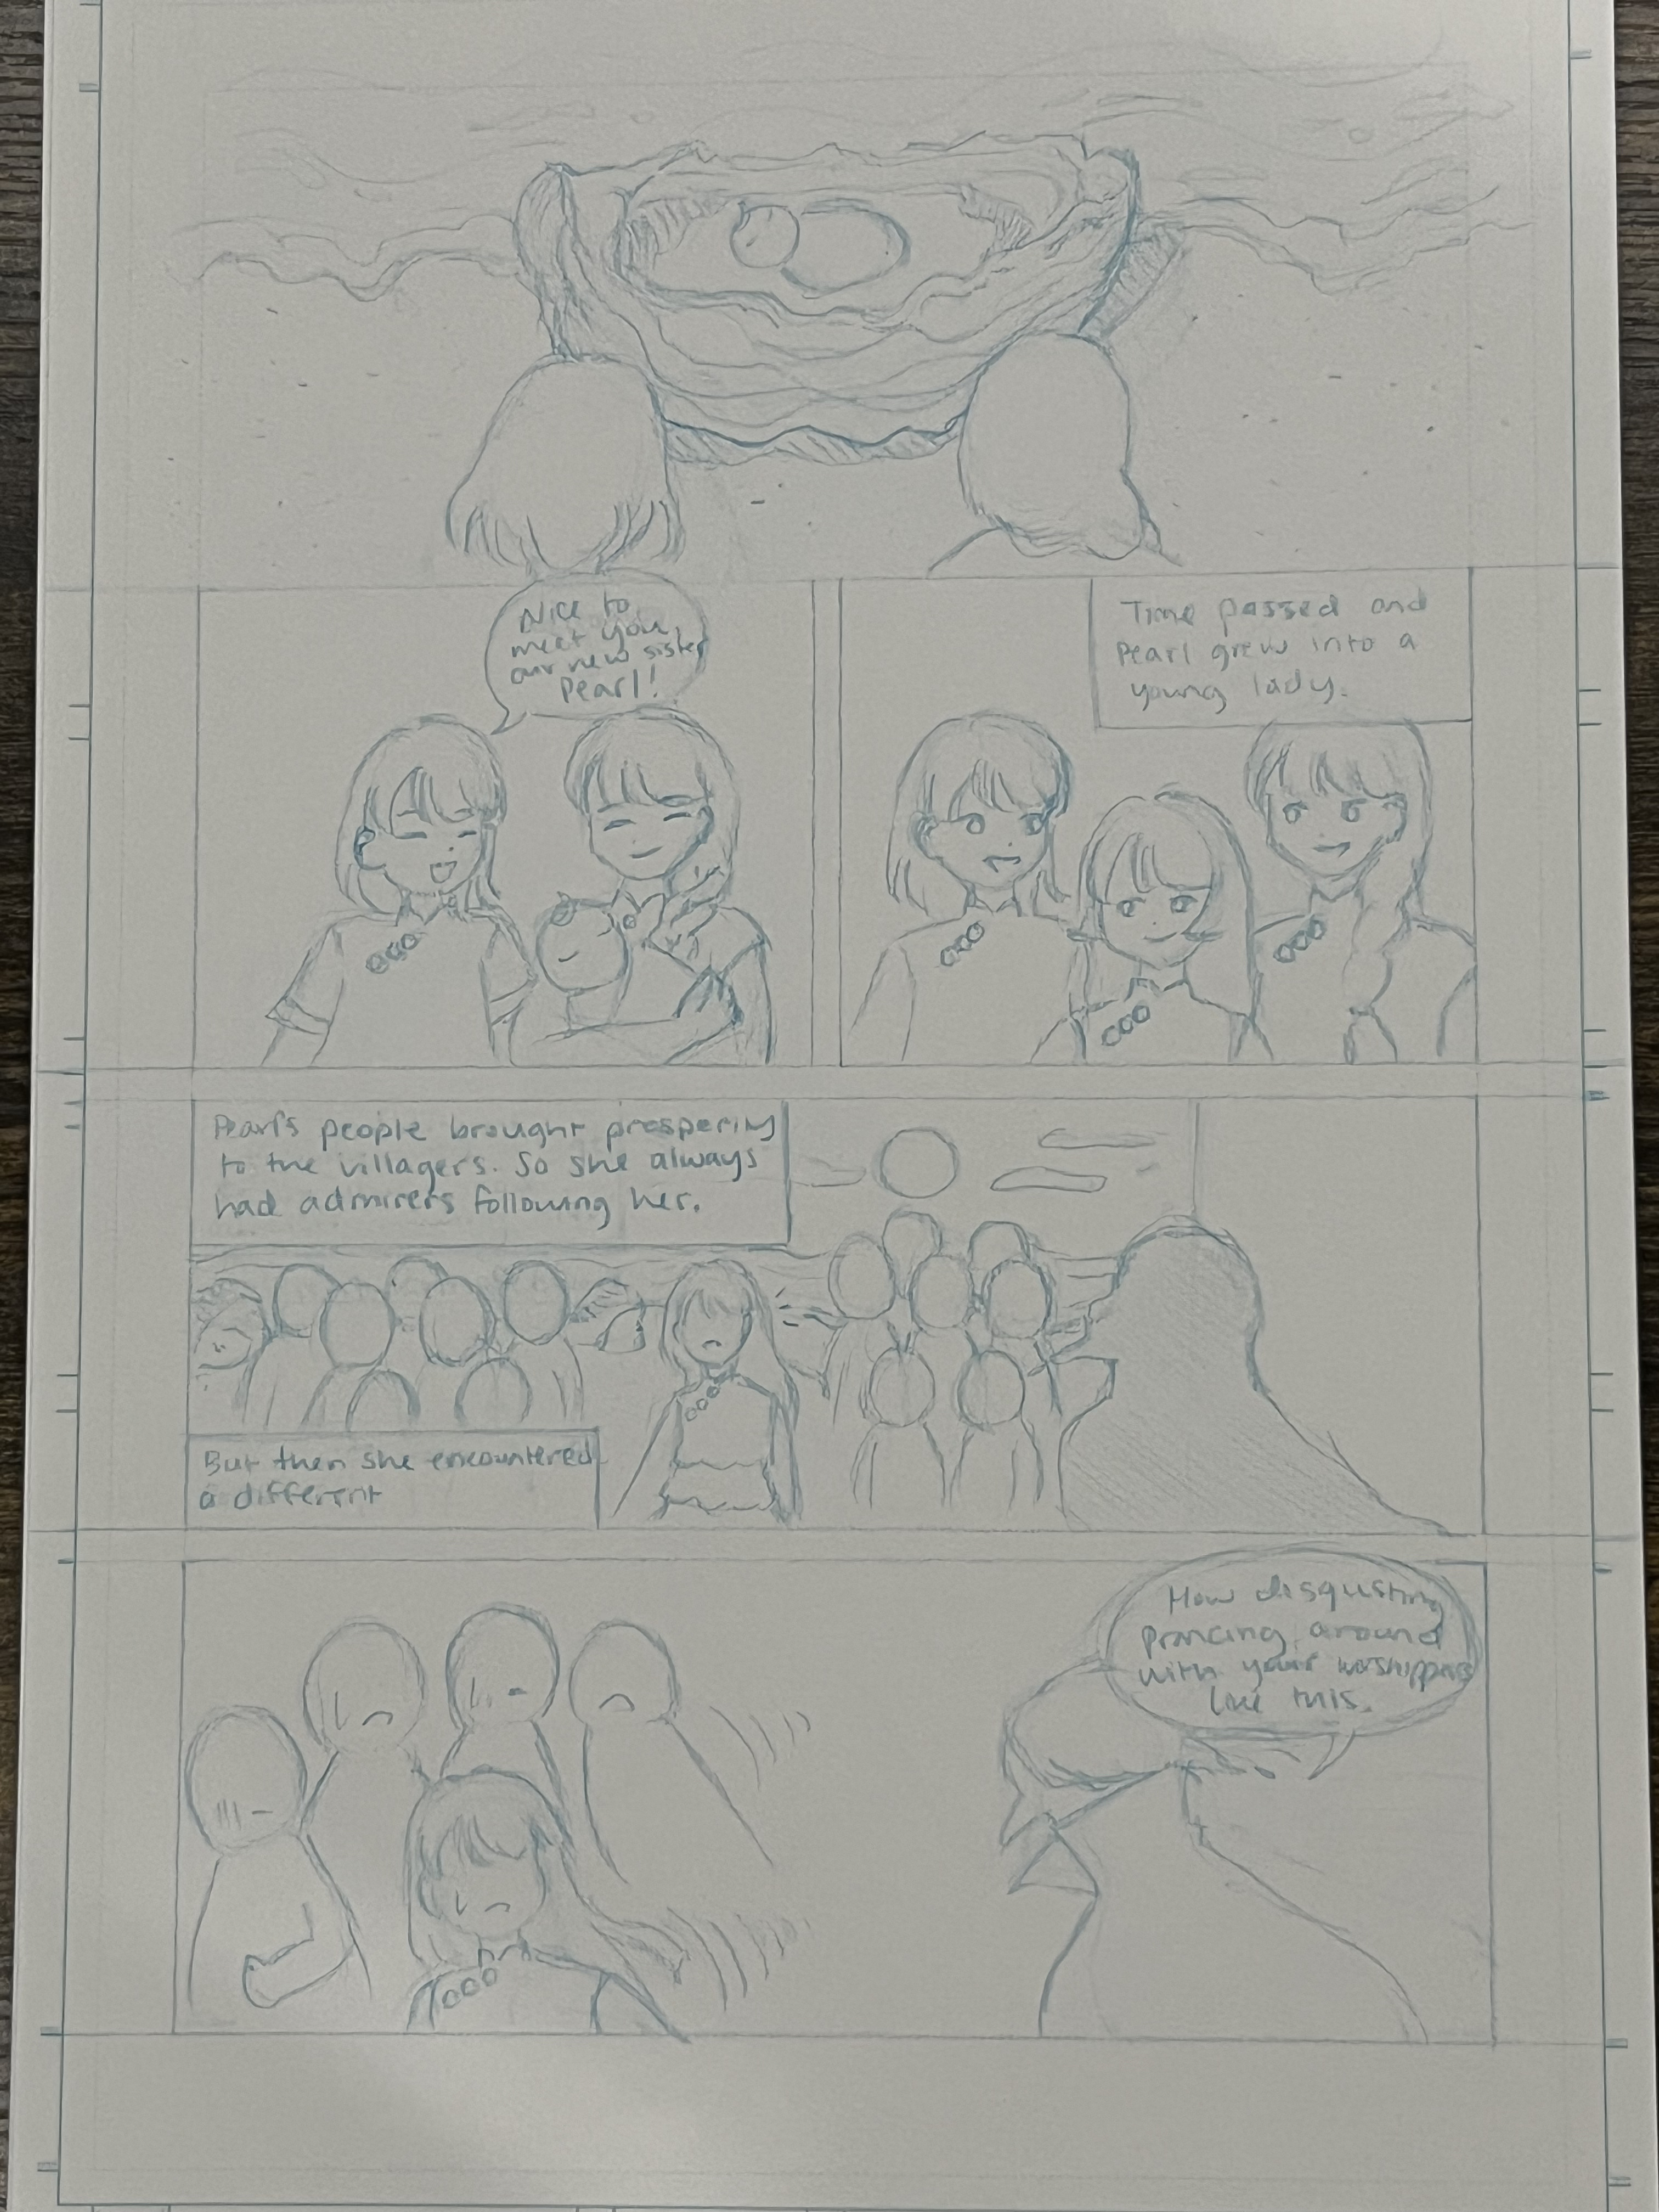 Nice to
meet you,
our new sister
Pearl!
Time passed and
Pearl grew into a
young lady.
Pearl's people brought prosperity
to the villagers. So she always
had admirers following her.
But then she encountered
a different
How disgusting
prancing around
with your worshippers
like this.